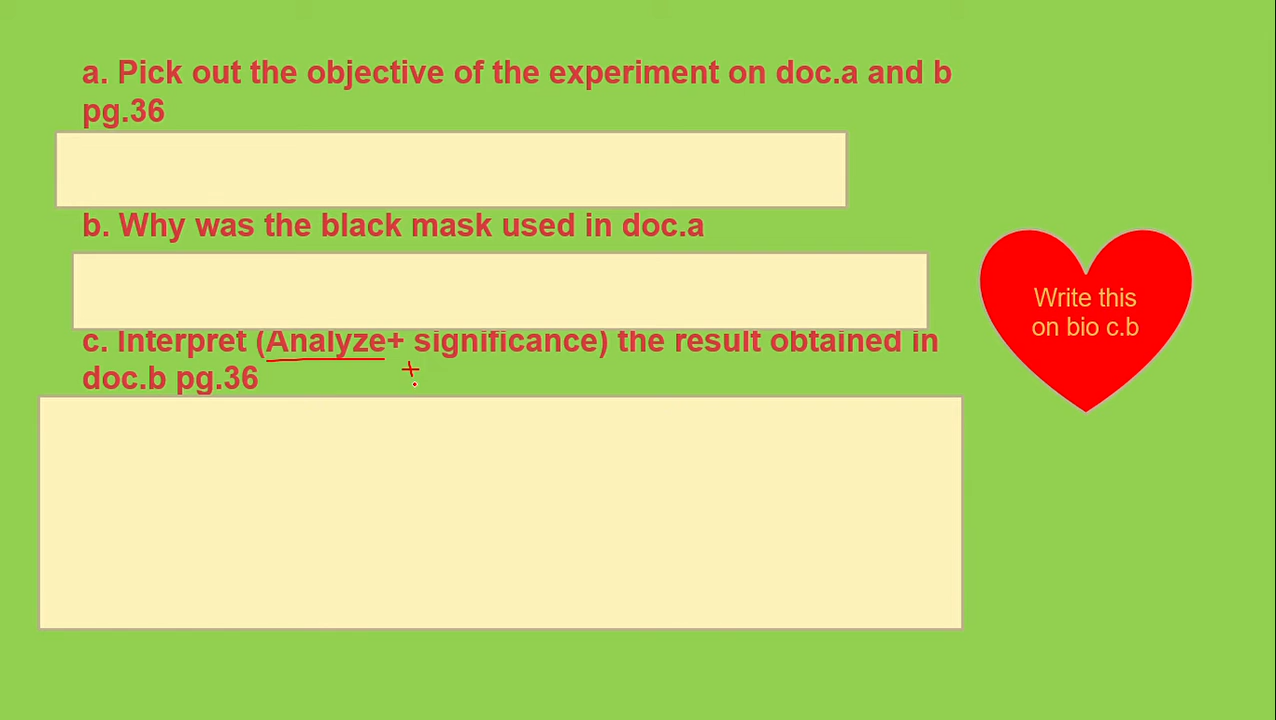 a. Pick out the objective of the experiment on doc.a and b
pg.36
b. Why was the black mask used in doc.a
c. Interpret (Analyze+ significance) the result obtained in
doc.b pg.36
+
Write this
on bio c.b